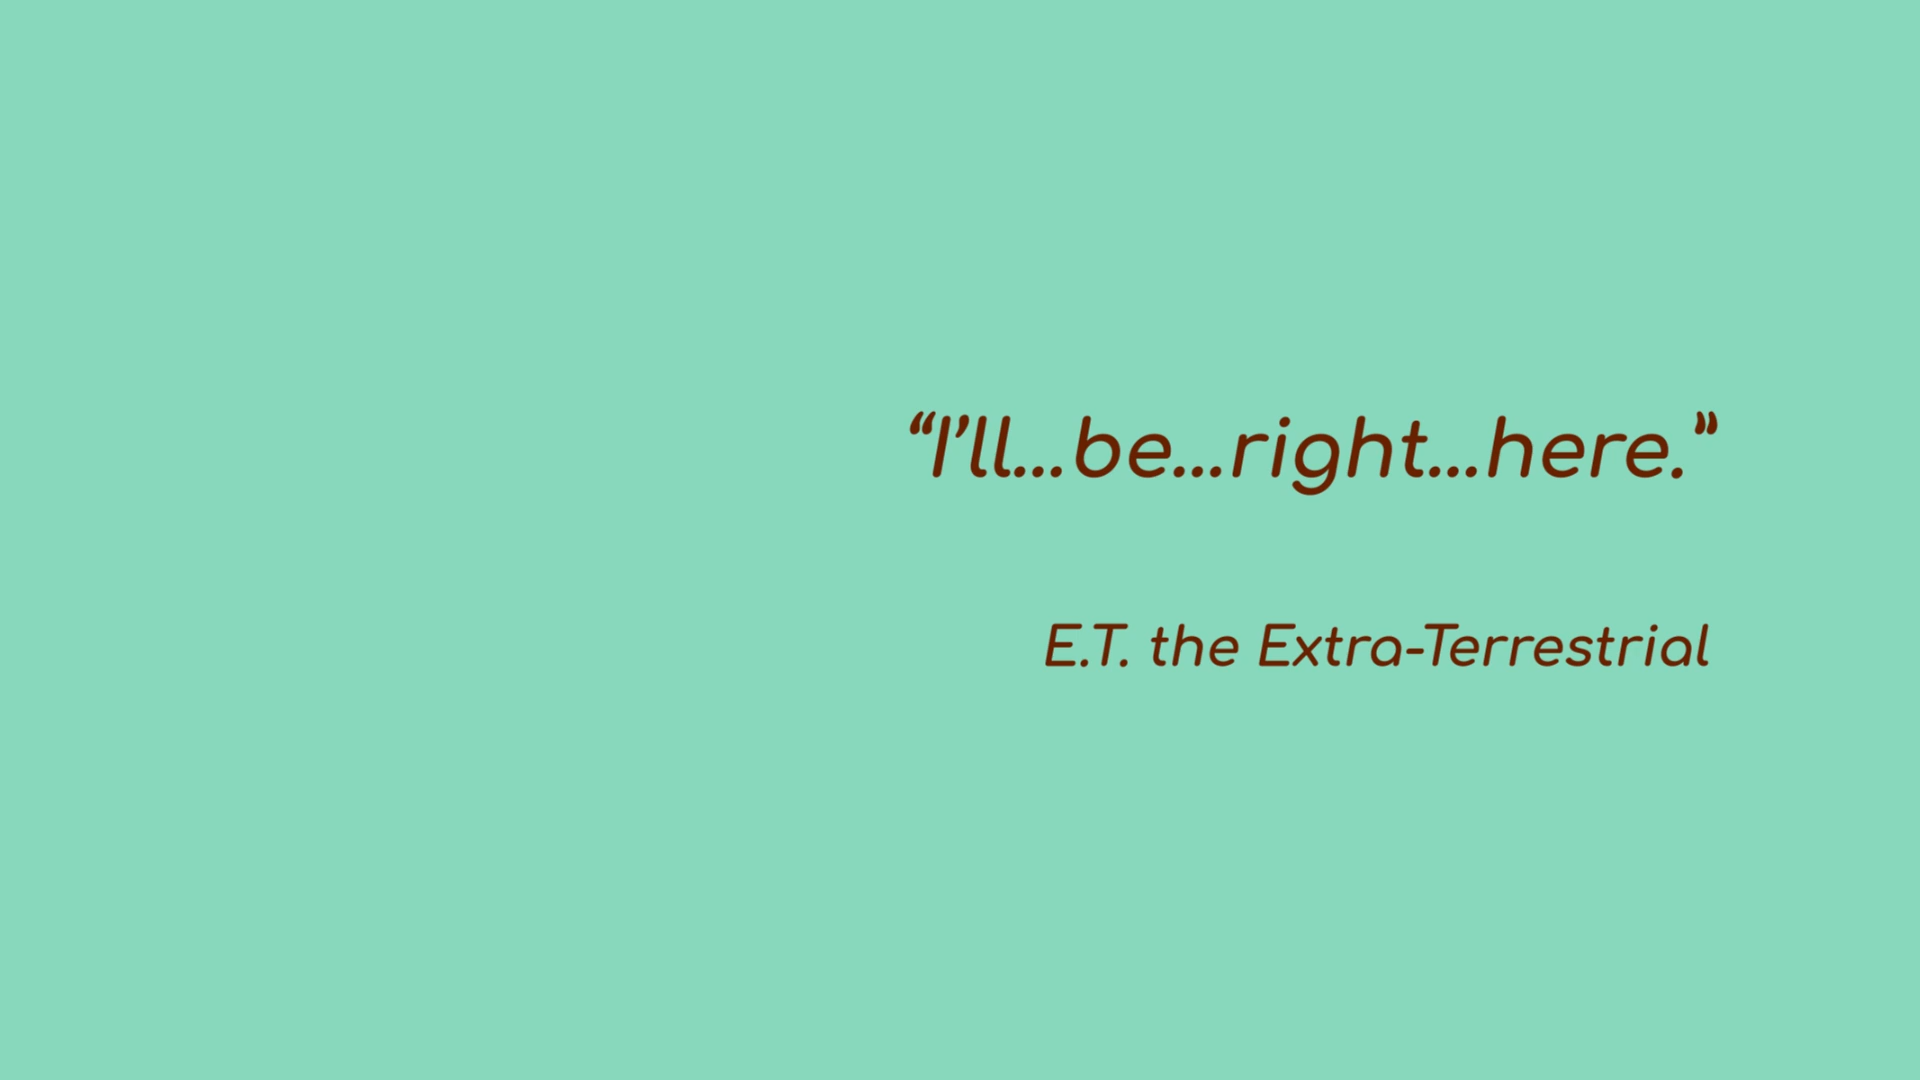 “I’ll...be...right...here.”
E.T. the Extra-Terrestrial